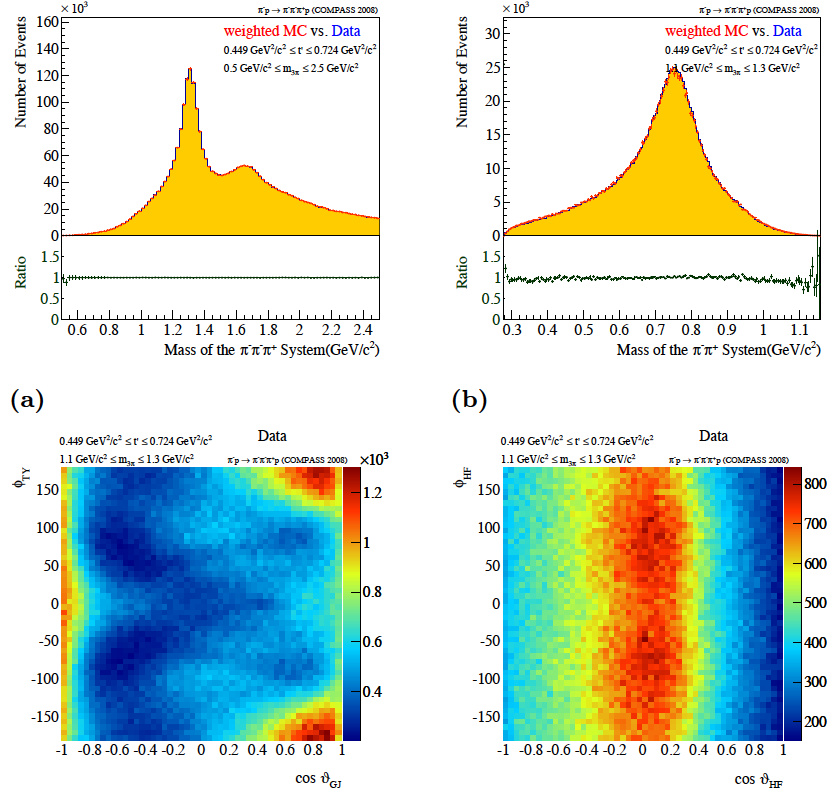 π⁻p → π⁻π⁻π⁺p (COMPASS 2008)
×10³
weighted MC vs. Data
0.449 GeV²/c² ≤ t' ≤ 0.724 GeV²/c²
0.5 GeV/c² ≤ m3π ≤ 2.5 GeV/c²
Number of Events
160
140
120
100
80
60
40
20
0
Ratio
1.5
1
0.5
0
0.6 0.8 1 1.2 1.4 1.6 1.8 2 2.2 2.4
Mass of the π⁻π⁻π⁺ System(GeV/c²)
(a)
π⁻p → π⁻π⁻π⁺p (COMPASS 2008)
×10³
weighted MC vs. Data
0.449 GeV²/c² ≤ t' ≤ 0.724 GeV²/c²
1.1 GeV/c² ≤ m3π ≤ 1.3 GeV/c²
Number of Events
30
25
20
15
10
5
0
Ratio
1.5
1
0.5
0
0.3 0.4 0.5 0.6 0.7 0.8 0.9 1 1.1
Mass of the π⁻π⁺ System(GeV/c²)
(b)
Data
0.449 GeV²/c² ≤ t' ≤ 0.724 GeV²/c²
1.1 GeV/c² ≤ m3π ≤ 1.3 GeV/c²
π⁻p → π⁻π⁻π⁺p (COMPASS 2008)
×10³
ϕTY
150
100
50
0
-50
-100
-150
-1 -0.8 -0.6 -0.4 -0.2 0 0.2 0.4 0.6 0.8 1
cos ϑGJ
1.2
1
0.8
0.6
0.4
Data
0.449 GeV²/c² ≤ t' ≤ 0.724 GeV²/c²
1.1 GeV/c² ≤ m3π ≤ 1.3 GeV/c²
π⁻p → π⁻π⁻π⁺p (COMPASS 2008)
ϕHF
150
100
50
0
-50
-100
-150
-1 -0.8 -0.6 -0.4 -0.2 0 0.2 0.4 0.6 0.8 1
cos ϑHF
800
700
600
500
400
300
200